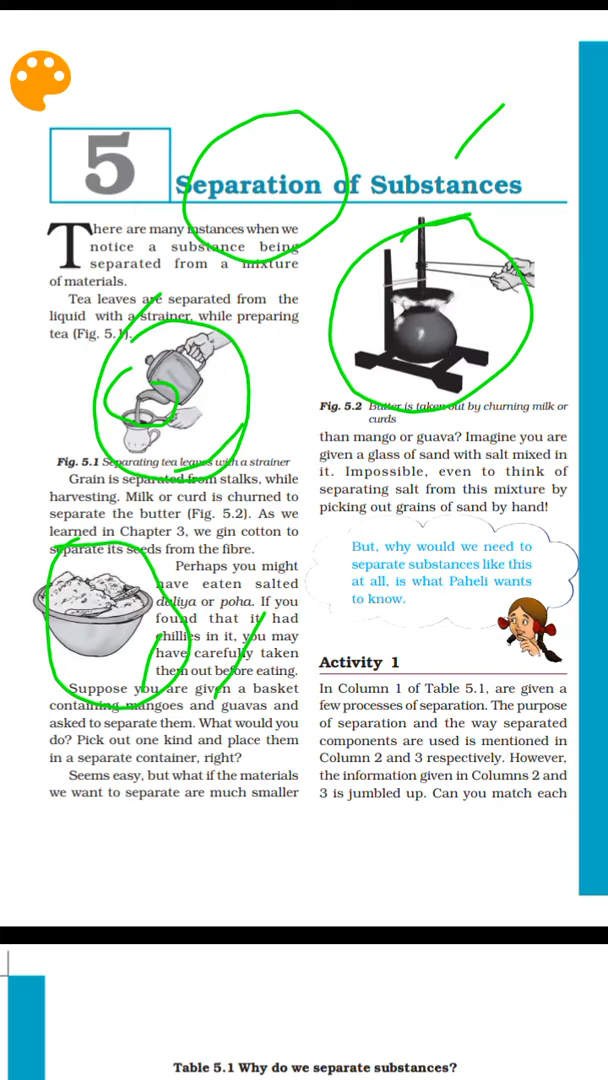 5
Separation of Substances
There are many instances when we
notice a substance being
separated from a mixture
of materials.
Tea leaves are separated from the
liquid with a strainer, while preparing
tea (Fig. 5.1).
Fig. 5.1 Separating tea leaves with a strainer
Grain is separated from stalks, while
harvesting. Milk or curd is churned to
separate the butter (Fig. 5.2). As we
learned in Chapter 3, we gin cotton to
separate its seeds from the fibre.
Perhaps you might
have eaten salted
daliya or poha. If you
found that it had
chillies in it, you may
have carefully taken
them out before eating.
Suppose you are given a basket
containing mangoes and guavas and
asked to separate them. What would you
do? Pick out one kind and place them
in a separate container, right?
Seems easy, but what if the materials
we want to separate are much smaller
Fig. 5.2 Butter is taken out by churning milk or
curds
than mango or guava? Imagine you are
given a glass of sand with salt mixed in
it. Impossible, even to think of
separating salt from this mixture by
picking out grains of sand by hand!
But, why would we need to
separate substances like this
at all, is what Paheli wants
to know.
Activity 1
In Column 1 of Table 5.1, are given a
few processes of separation. The purpose
of separation and the way separated
components are used is mentioned in
Column 2 and 3 respectively. However,
the information given in Columns 2 and
3 is jumbled up. Can you match each
Table 5.1 Why do we separate substances?